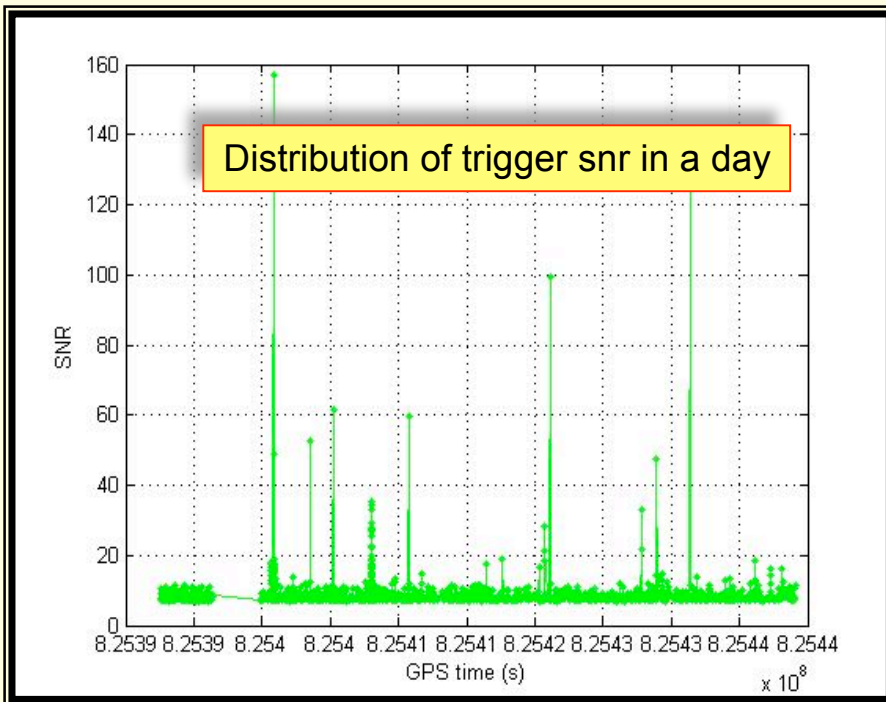 Distribution of trigger snr in a day
160
140
120
100
80
60
40
20
0
SNR
8.2539 8.2539 8.254 8.254 8.2541 8.2541 8.2542 8.2543 8.2543 8.2544 8.2544
GPS time (s)
x 10^8